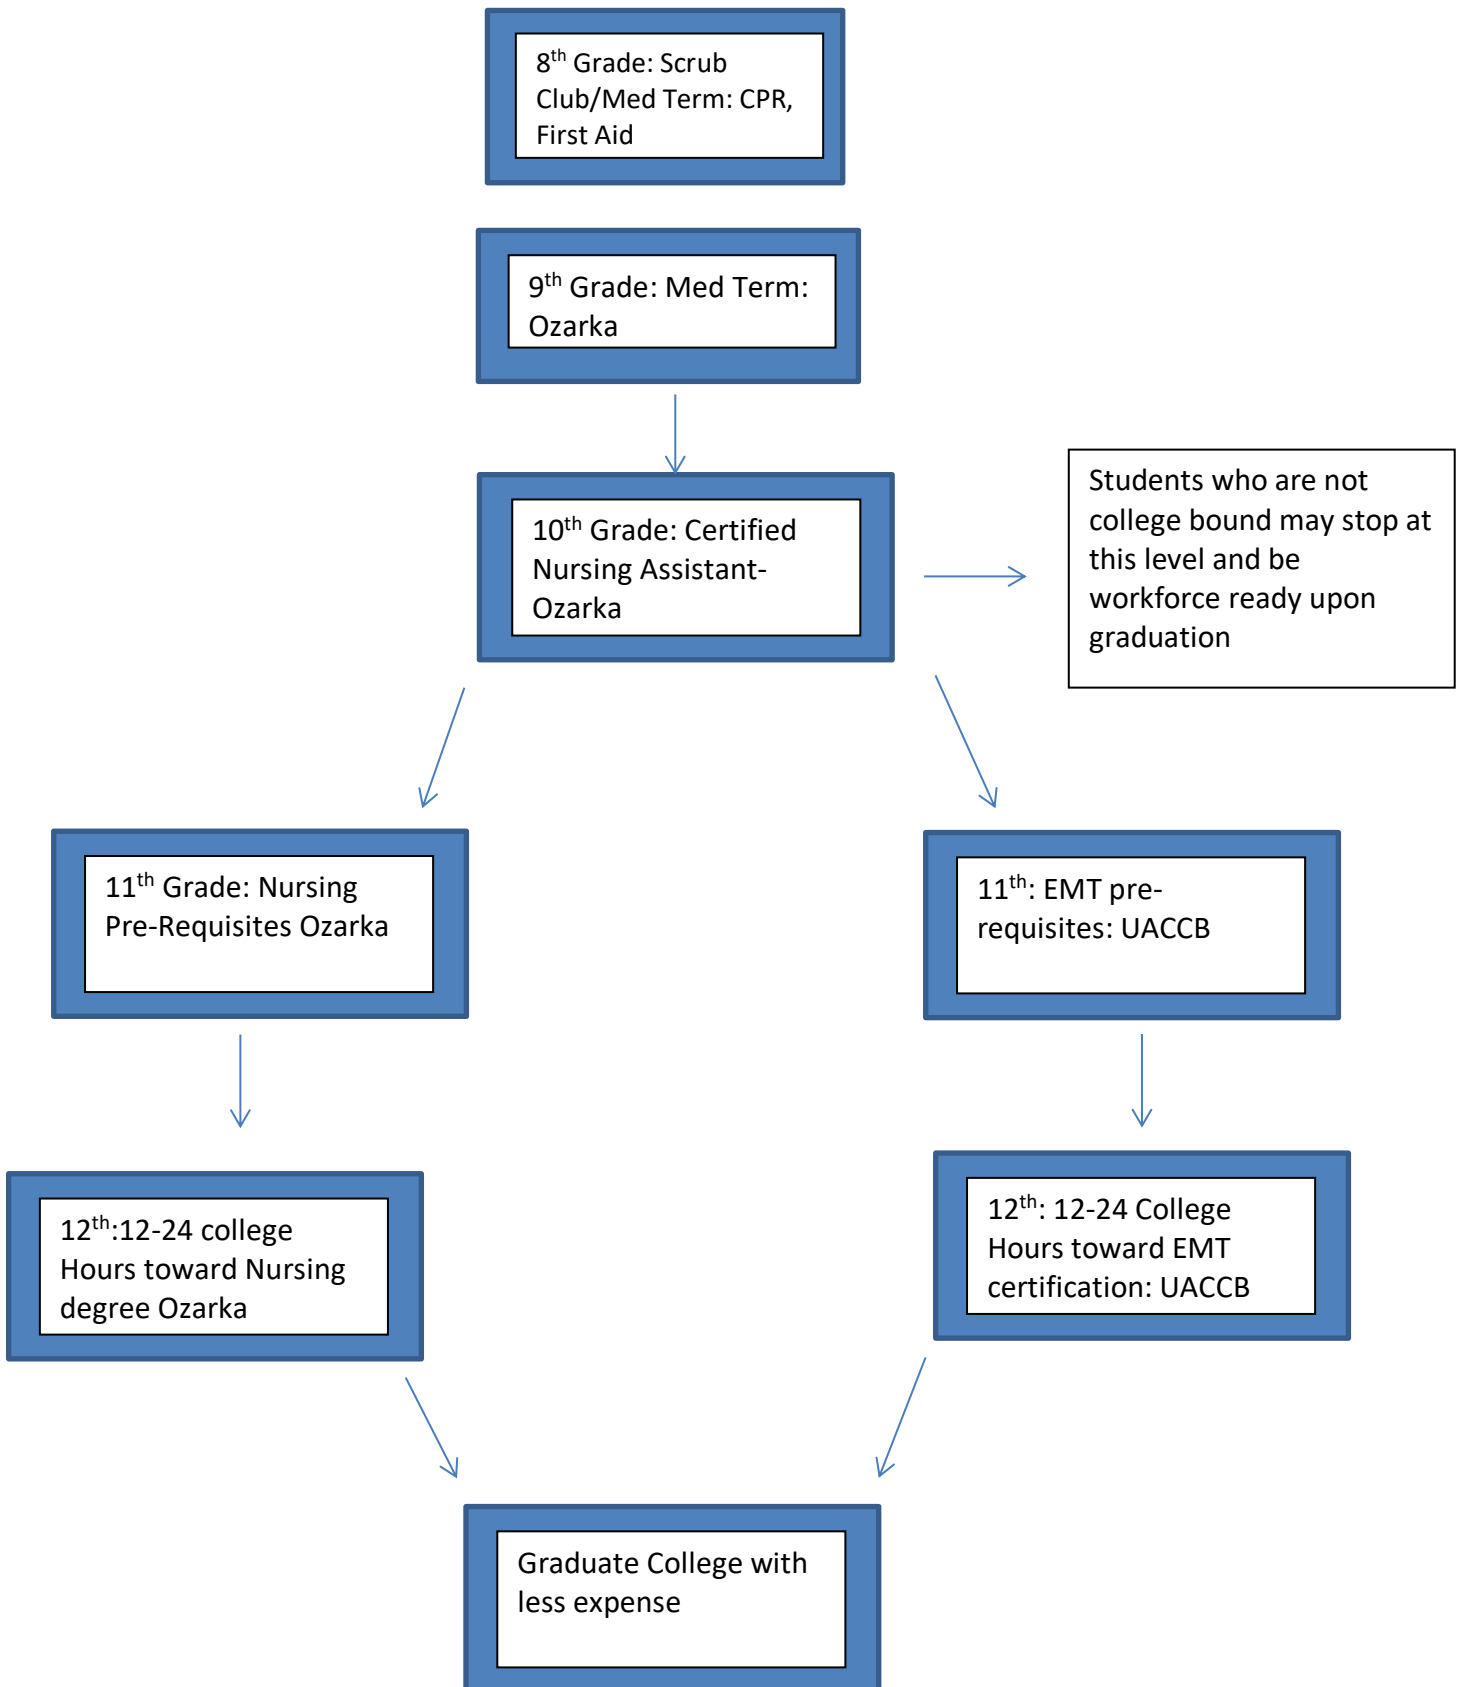 8th Grade: Scrub
Club/Med Term: CPR,
First Aid
9th Grade: Med Term:
Ozarka
10th Grade: Certified
Nursing Assistant-
Ozarka
Students who are not
college bound may stop at
this level and be
workforce ready upon
graduation
11th Grade: Nursing
Pre-Requisites Ozarka
11th: EMT pre-
requisites: UACCB
12th:12-24 college
Hours toward Nursing
degree Ozarka
12th: 12-24 College
Hours toward EMT
certification: UACCB
Graduate College with
less expense